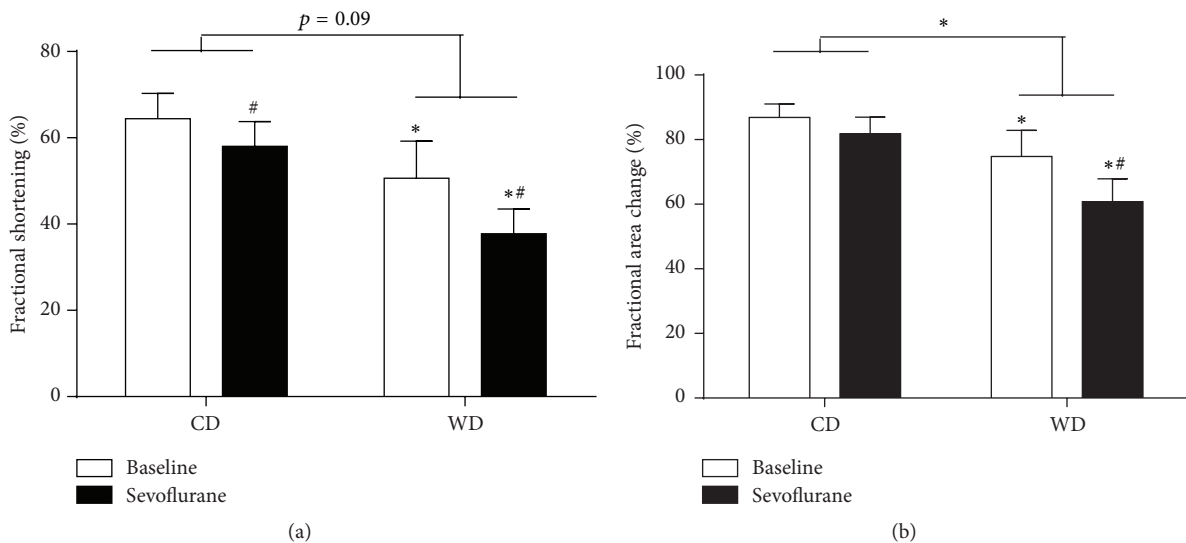 p = 0.09
80
60
40
20
0
Fractional shortening (%)
#
*
*#
CD
WD
Baseline
Sevoflurane
(a)
*
100
80
60
40
20
0
Fractional area change (%)
*
*#
CD
WD
Baseline
Sevoflurane
(b)